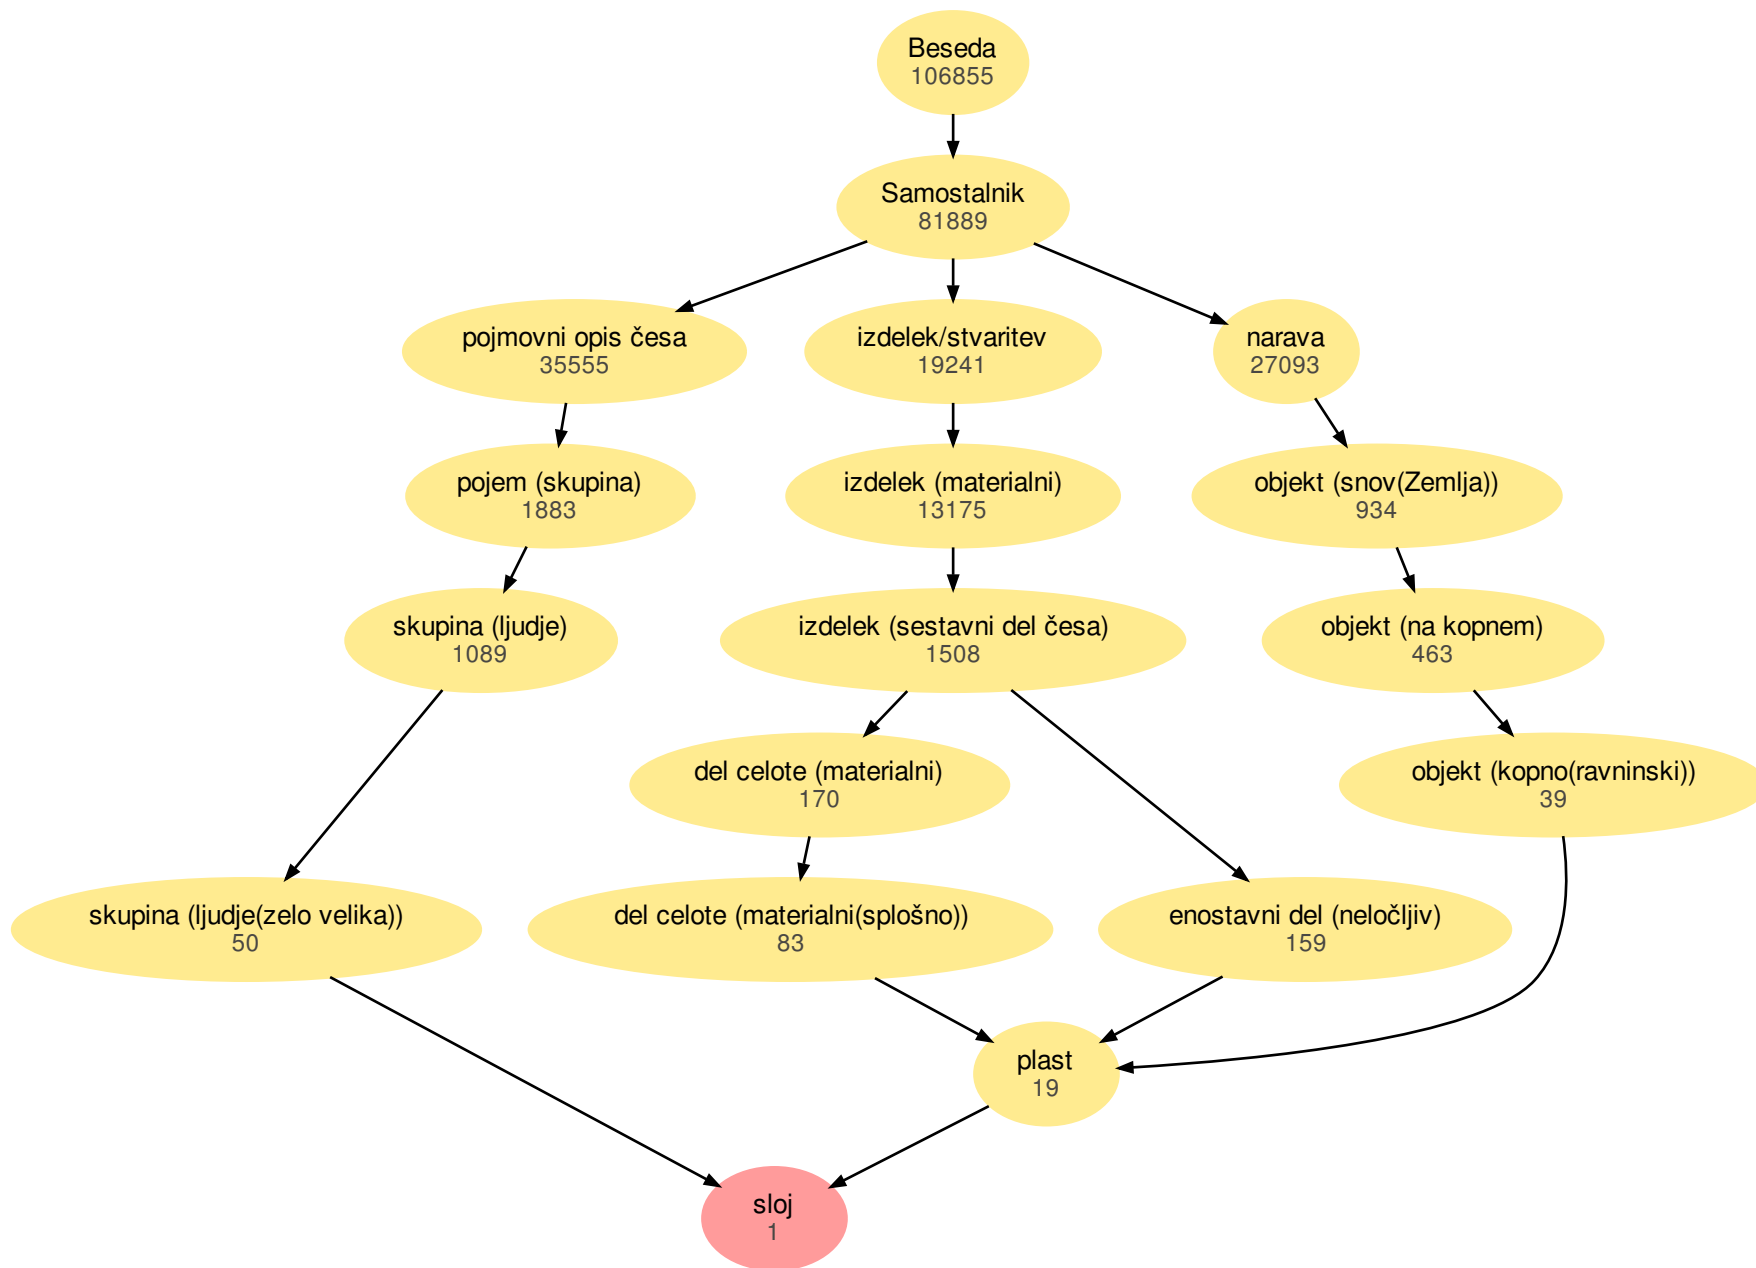 Beseda
106855
Samostalnik
81889
pojmovni opis česa
35555
izdelek/stvaritev
19241
narava
27093
pojem (skupina)
1883
izdelek (materialni)
13175
objekt (snov(Zemlja))
934
skupina (ljudje)
1089
izdelek (sestavni del česa)
1508
objekt (na kopnem)
463
del celote (materialni)
170
objekt (kopno(ravninski))
39
skupina (ljudje(zelo velika))
50
del celote (materialni(splošno))
83
enostavni del (neločljiv)
159
plast
19
sloj
1